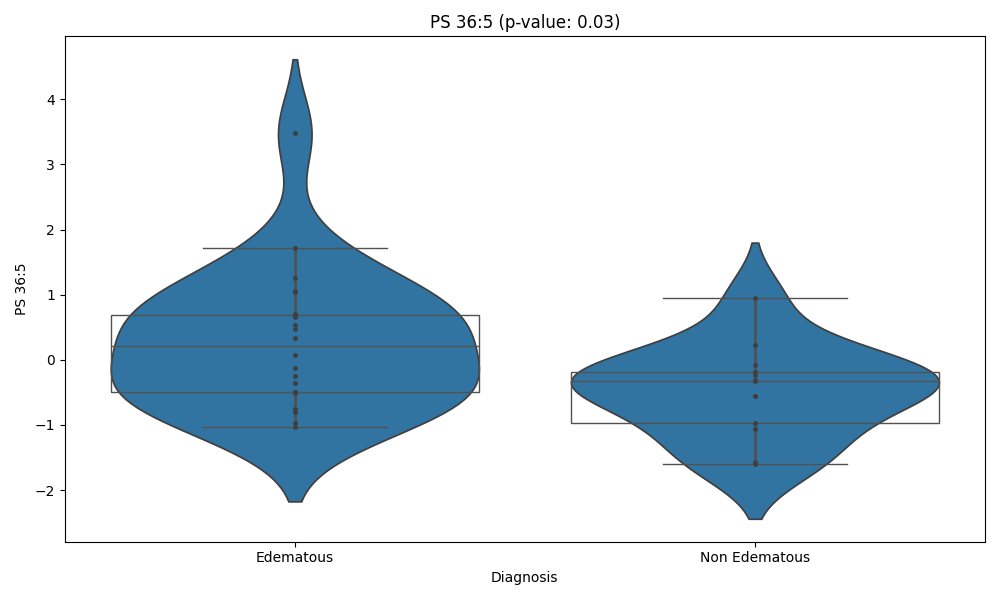 PS 36:5 (p-value: 0.03)
4
3
2
1
0
−1
−2
PS 36:5
Edematous
Non Edematous
Diagnosis